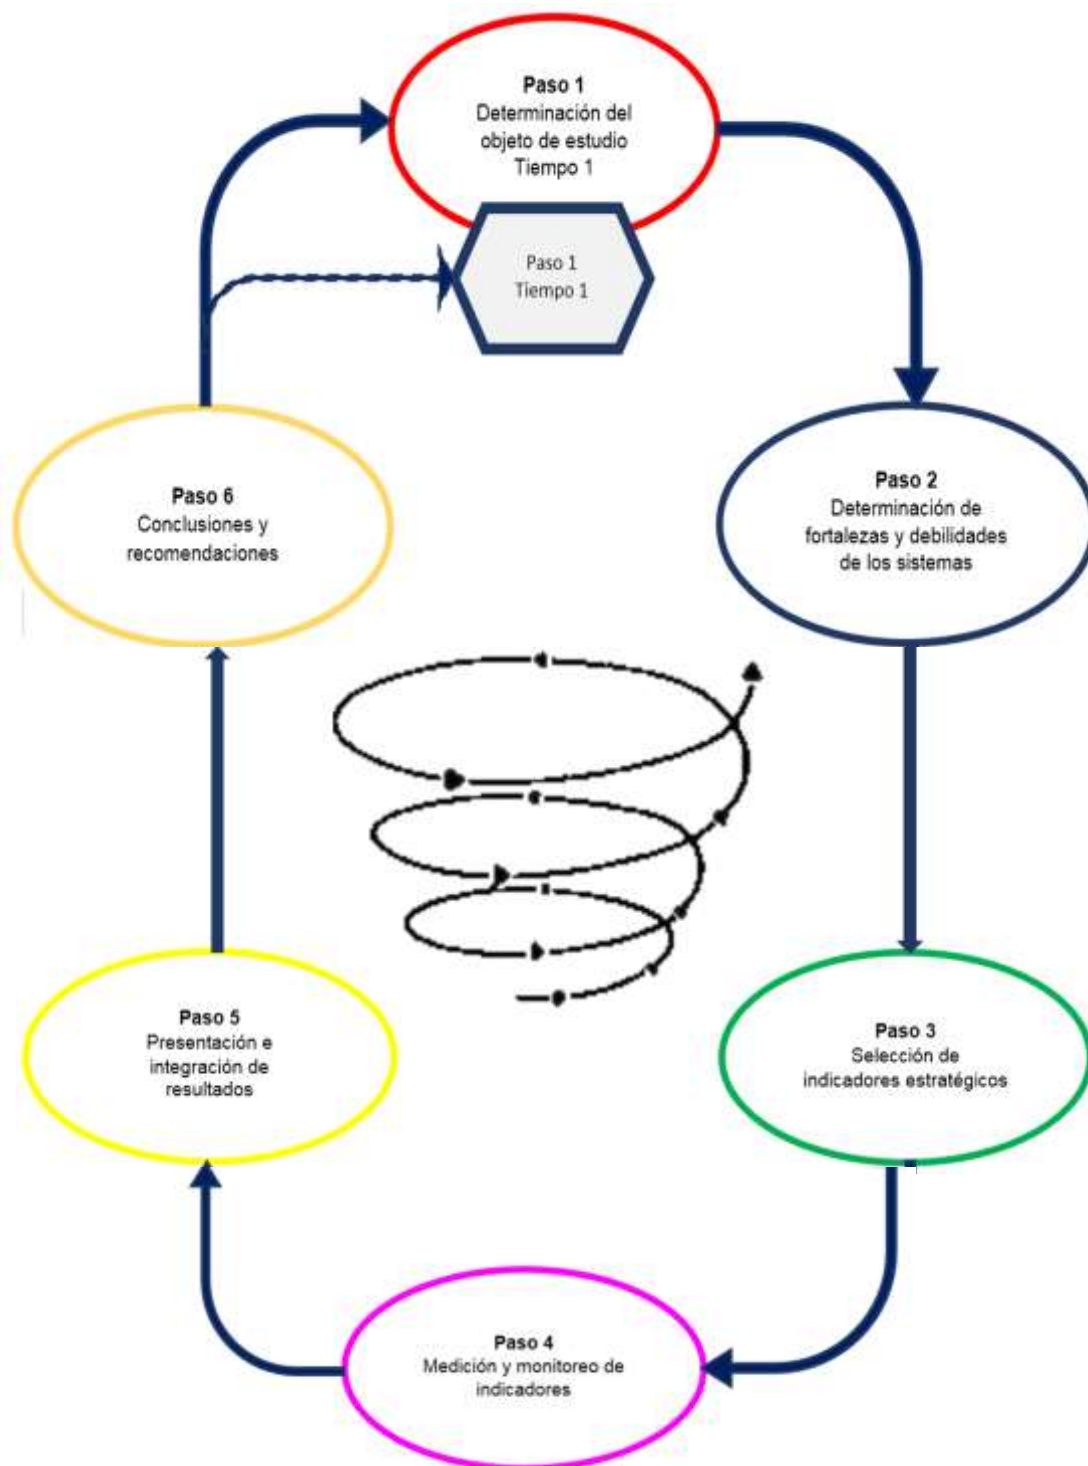 Paso 1
Determinación del
objeto de estudio
Tiempo 1
Paso 1
Tiempo 1
Paso 2
Determinación de
fortalezas y debilidades
de los sistemas
Paso 3
Selección de
indicadores estratégicos
Paso 4
Medición y monitoreo de
indicadores
Paso 5
Presentación e
integración de
resultados
Paso 6
Conclusiones y
recomendaciones